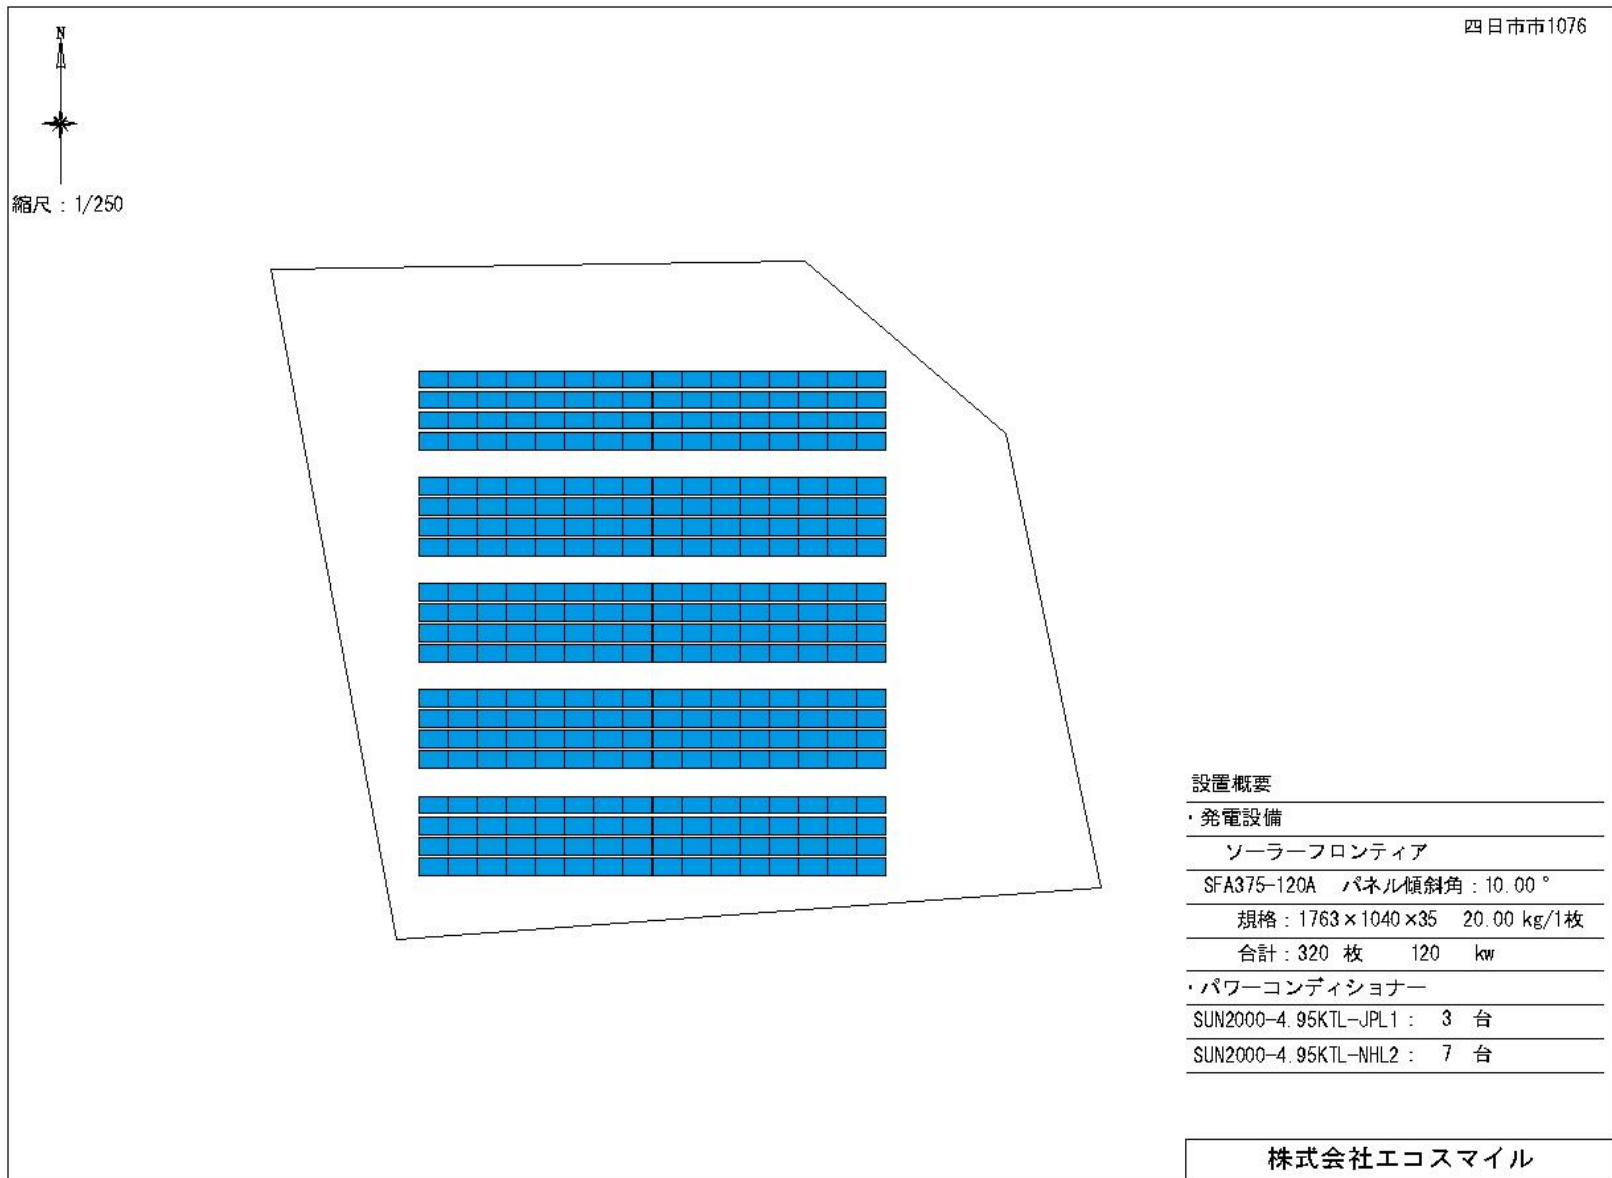 四日市市1076
N
縮尺：1/250
設置概要
・発電設備
ソーラーフロンティア
SFA375-120A　パネル傾斜角：10.00°
規格：1763×1040×35　20.00 kg/1枚
合計：320 枚　120　kw
・パワーコンディショナー
SUN2000-4.95KTL-JPL1：　3　台
SUN2000-4.95KTL-NHL2：　7　台
株式会社エコスマイル